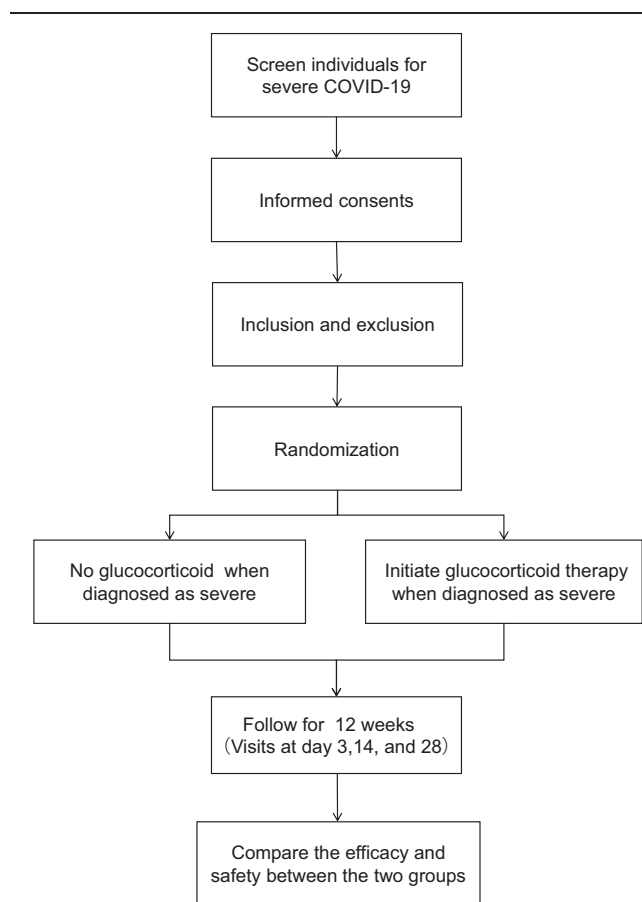 Screen individuals for
severe COVID-19
Informed consents
Inclusion and exclusion
Randomization
No glucocorticoid when
diagnosed as severe
Initiate glucocorticoid therapy
when diagnosed as severe
Follow for 12 weeks
（Visits at day 3,14, and 28）
Compare the efficacy and
safety between the two groups